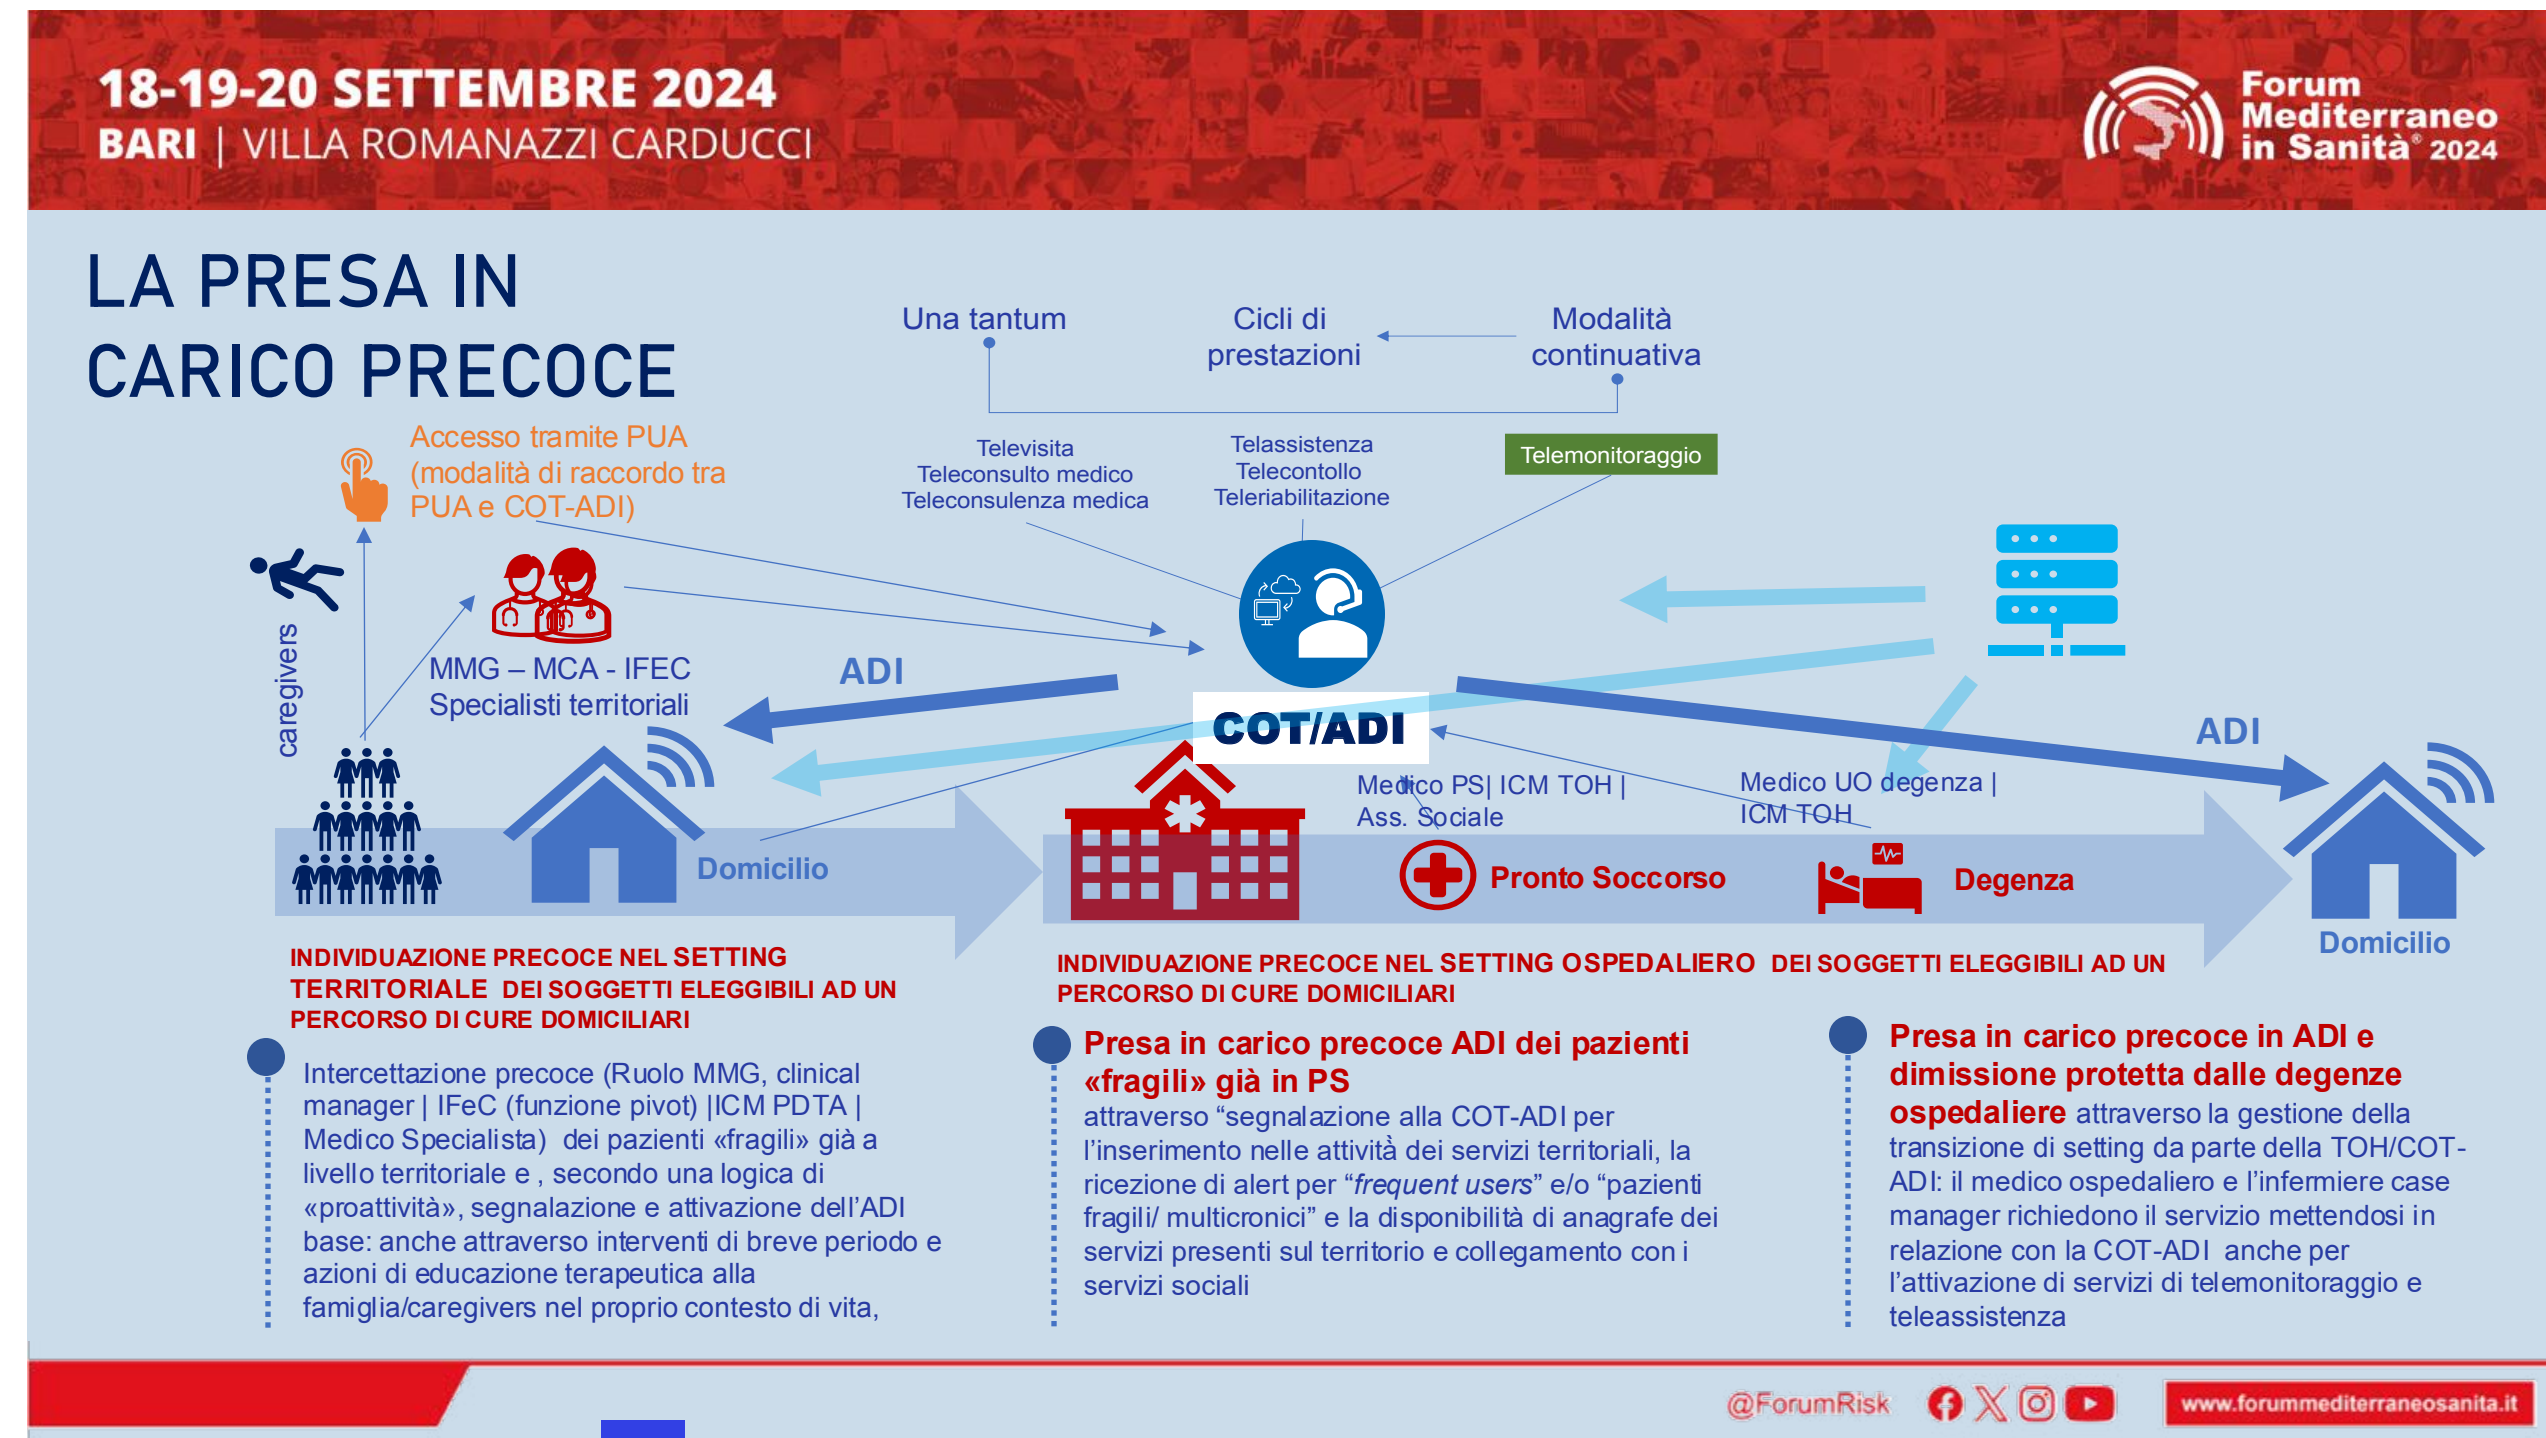 18-19-20 SETTEMBRE 2024
BARI | VILLA ROMANAZZI CARDUCCI
Forum
Mediterraneo
in Sanità® 2024
LA PRESA IN
CARICO PRECOCE
Una tantum
Cicli di
prestazioni
Modalità
continuativa
Accesso tramite PUA
(modalità di raccordo tra
PUA e COT-ADI)
Televisita
Teleconsulto medico
Teleconsulenza medica
Telassistenza
Telecontollo
Teleriabilitazione
Telemonitoraggio
caregivers
MMG – MCA - IFEC
Specialisti territoriali
ADI
COT/ADI
ADI
Medico PS| ICM TOH |
Ass. Sociale
Medico UO degenza |
ICM TOH
Domicilio
Pronto Soccorso
Degenza
Domicilio
INDIVIDUAZIONE PRECOCE NEL SETTING
TERRITORIALE DEI SOGGETTI ELEGGIBILI AD UN
PERCORSO DI CURE DOMICILIARI
Intercettazione precoce (Ruolo MMG, clinical
manager | IFeC (funzione pivot) |ICM PDTA |
Medico Specialista) dei pazienti «fragili» già a
livello territoriale e , secondo una logica di
«proattività», segnalazione e attivazione dell’ADI
base: anche attraverso interventi di breve periodo e
azioni di educazione terapeutica alla
famiglia/caregivers nel proprio contesto di vita,
INDIVIDUAZIONE PRECOCE NEL SETTING OSPEDALIERO DEI SOGGETTI ELEGGIBILI AD UN
PERCORSO DI CURE DOMICILIARI
Presa in carico precoce ADI dei pazienti
«fragili» già in PS
attraverso “segnalazione alla COT-ADI per
l’inserimento nelle attività dei servizi territoriali, la
ricezione di alert per “frequent users” e/o “pazienti
fragili/ multicronici” e la disponibilità di anagrafe dei
servizi presenti sul territorio e collegamento con i
servizi sociali
Presa in carico precoce in ADI e
dimissione protetta dalle degenze
ospedaliere attraverso la gestione della
transizione di setting da parte della TOH/COT-
ADI: il medico ospedaliero e l’infermiere case
manager richiedono il servizio mettendosi in
relazione con la COT-ADI anche per
l’attivazione di servizi di telemonitoraggio e
teleassistenza
@ForumRisk
www.forummediterraneosanita.it